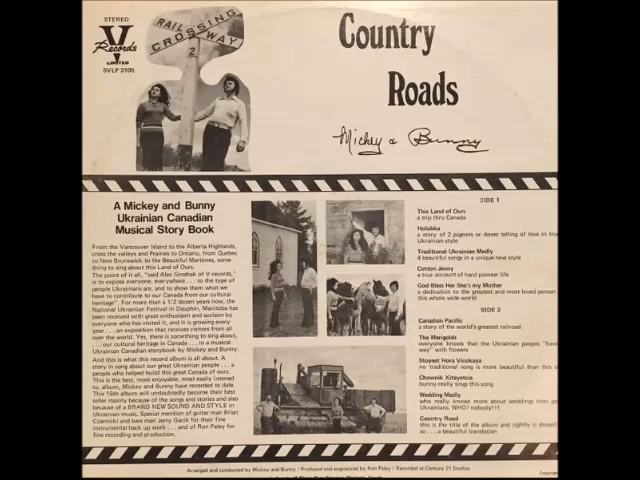 STEREO
V
Records
LIMITED
SVLP 3105
RAIL CROSSING WAY
2
Country
Roads
Mickey & Bunny
A Mickey and Bunny
Ukrainian Canadian
Musical Story Book
From the Vancouver Island to the Alberta Highlands,
cross the valleys and Prairies to Ontario, from Quebec
to New Brunswick to the Beautiful Maritimes, some-
thing to sing about this Land of Ours.
The point of it all, "said Alex Groshak of V-records,"
is to expose everyone, everywhere . . . to the type of
people Ukrainians are, and to show them what we
have to contribute to our Canada from our cultural
heritage". For more than a 1/2 dozen years now, the
National Ukrainian Festival in Dauphin, Manitoba has
been received with great enthusiasm and acclaim by
everyone who has visited it, and it is growing every
year . . . an exposition that receives visitors from all
over the world. Yes, there is something to sing about,
. . . our cultural heritage in Canada . . . in a musical
Ukrainian Canadian storybook by Mickey and Bunny.
And this is what this record album is all about. A
story in song about our great Ukrainian people . . . a
people who helped build this great Canada of ours.
This is the best, most enjoyable, most easily listened
to, album, Mickey and Bunny have recorded to date.
This 15th album will undoubtedly become their best
seller mainly because of the songs and stories and also
because of a BRAND NEW SOUND AND STYLE in
Ukrainian music. Special mention of guitar man Brian
Czarnicki and bass man Jerry Gacik for their fine
instrumental back up work . . . and of Ron Paley for
fine recording and production.
SIDE 1
This Land of Ours
a trip thru Canada
Holubka
a story of 2 pigeons or doves telling of love in true
Ukrainian style
Traditional Ukrainian Medly
4 beautiful songs in a unique new style
Cotton Jenny
a true account of hard pioneer life
God Bless Her She's my Mother
a dedication to the greatest and most loved person
this whole wide world
SIDE 2
Canadian Pacific
a story of the world's greatest railroad
The Marigolds
everyone knows that the Ukrainian people "have
way" with flowers
Stoyeet Hora Visokaya
no traditional song is more beautiful than this
Chownik Xitayetsia
bunny really sings this song
Wedding Medly
who really knows more about weddings than
Ukrainians. WHO? nobody!!!
Country Road
this is the title of the album and rightly it should
so . . . a beautiful translation
Arranged and conducted by Mickey and Bunny / Produced and engineered by Ron Paley / Recorded at Century 21 Studios